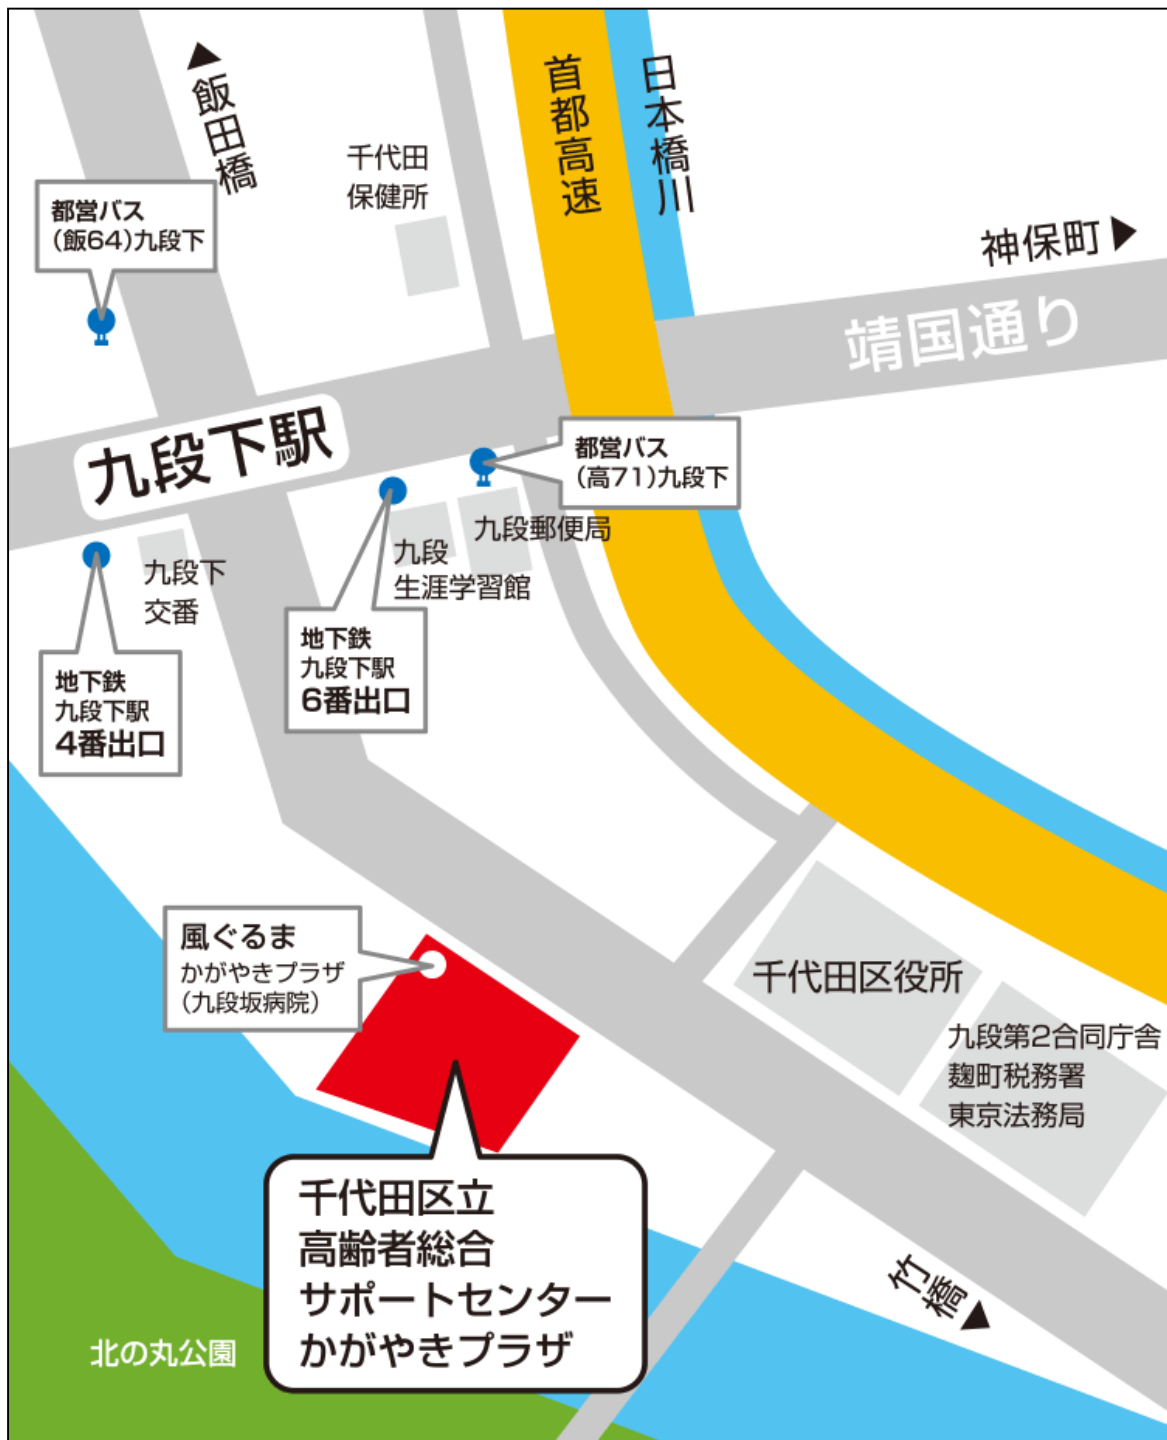 飯田橋
首都高速
日本橋川
千代田
保健所
都営バス
(飯64)九段下
神保町
靖国通り
九段下駅
都営バス
(高71)九段下
九段郵便局
九段
生涯学習館
九段下
交番
地下鉄
九段下駅
6番出口
地下鉄
九段下駅
4番出口
風ぐるま
かがやきプラザ
(九段坂病院)
千代田区役所
九段第2合同庁舎
麹町税務署
東京法務局
千代田区立
高齢者総合
サポートセンター
かがやきプラザ
竹橋
北の丸公園